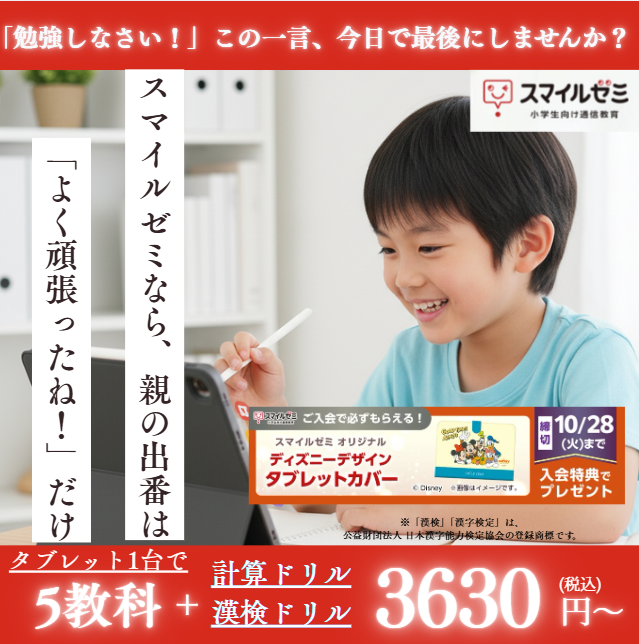 「勉強しなさい！」この一言、今日で最後にしませんか？
スマイルゼミ
小学生向け通信教育
スマイルゼミなら、親の出番は
「よく頑張ったね！」だけ
スマイルゼミ
ご入会で必ずもらえる！
スマイルゼミ オリジナル
ディズニーデザイン
タブレットカバー
© Disney ※画像はイメージです。
締切
10/28
(火)まで
入会特典で
プレゼント
※「漢検」「漢字検定」は、
公益財団法人 日本漢字能力検定協会の登録商標です。
タブレット1台で
5教科＋
計算ドリル
漢検ドリル
3630
(税込)
円〜